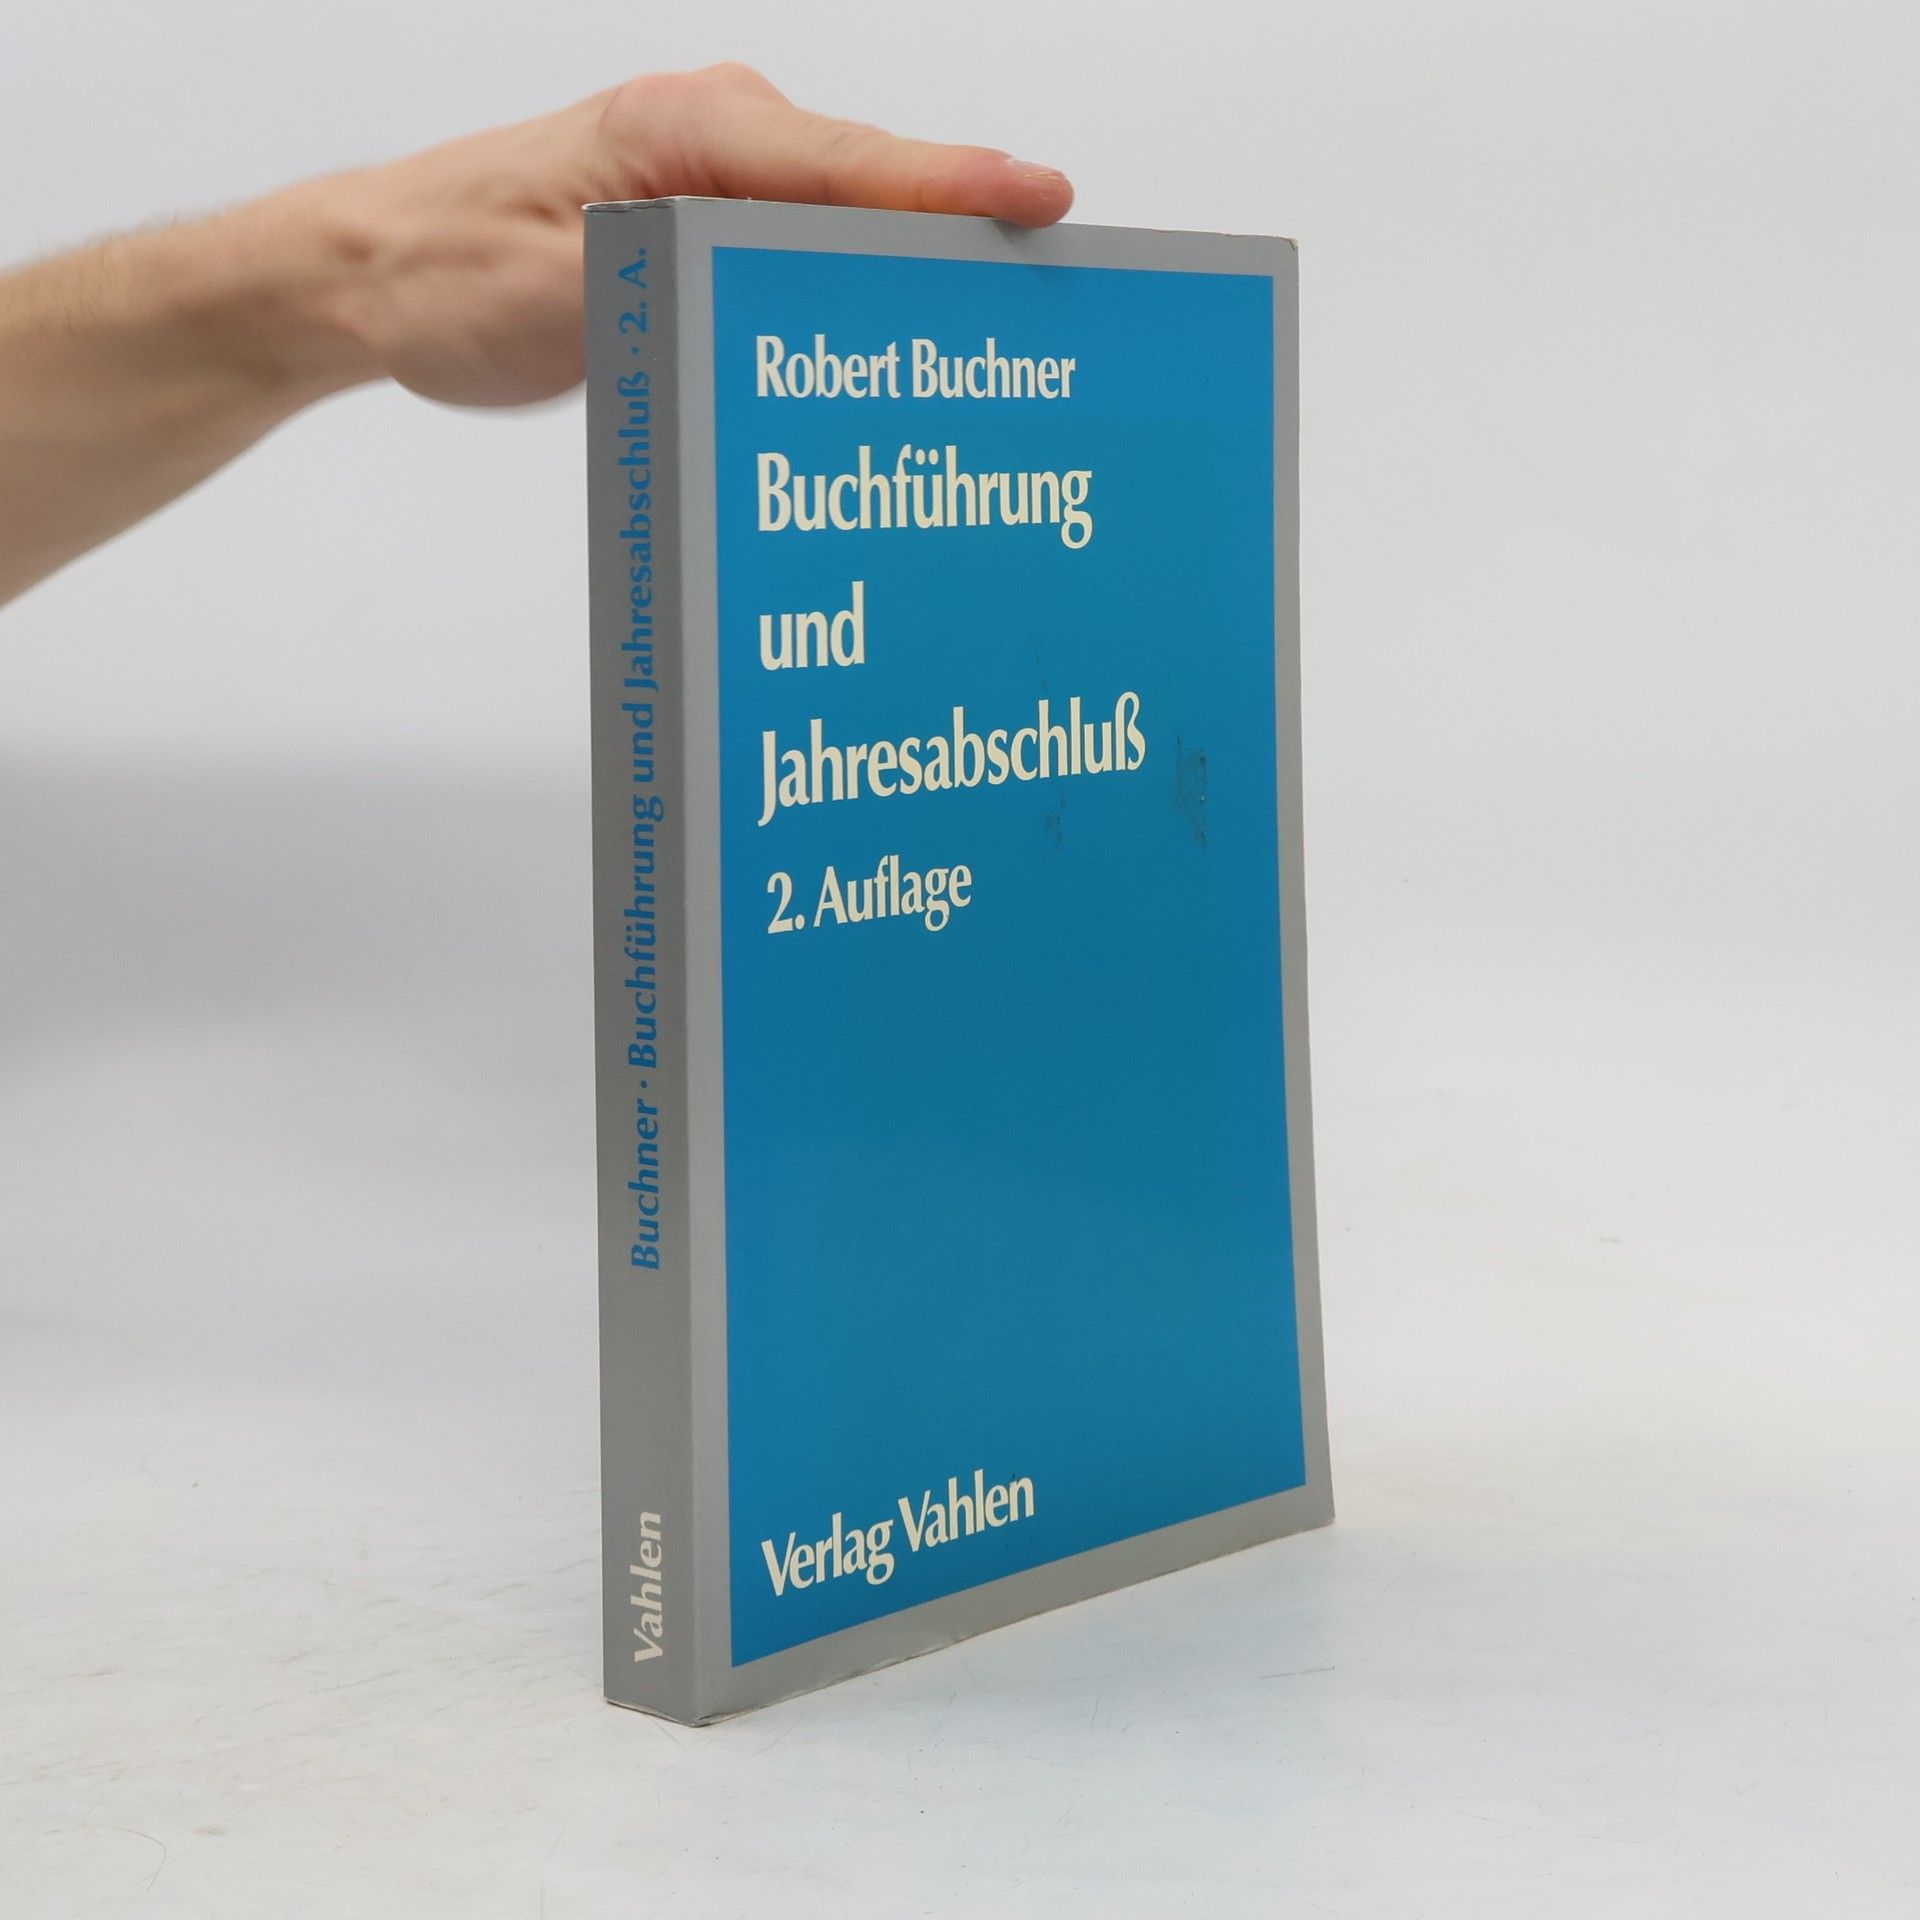 Buchner · Buchführung und Jahresabschluß · 2. A.
Vahlen
Robert Buchner
Buchführung
und
Jahresabschluß
2. Auflage
Verlag Vahlen